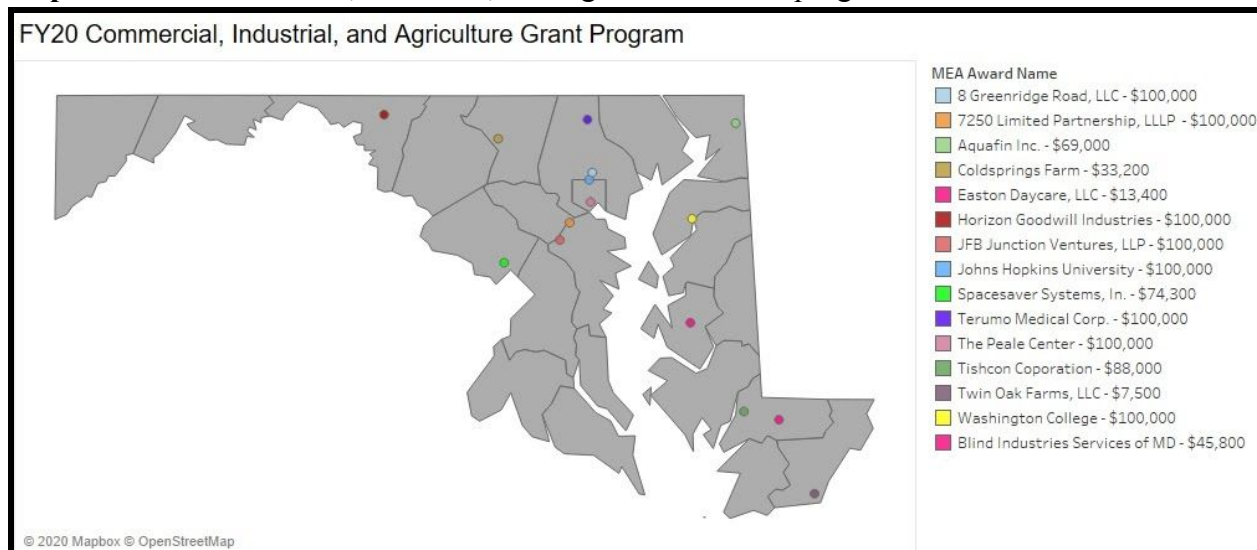 FY20 Commercial, Industrial, and Agriculture Grant Program
MEA Award Name
8 Greenridge Road, LLC - $100,000
7250 Limited Partnership, LLLP - $100,000
Aquafin Inc. - $69,000
Coldsprings Farm - $33,200
Easton Daycare, LLC - $13,400
Horizon Goodwill Industries - $100,000
JFB Junction Ventures, LLP - $100,000
Johns Hopkins University - $100,000
Spacesaver Systems, In. - $74,300
Terumo Medical Corp. - $100,000
The Peale Center - $100,000
Tishcon Coporation - $88,000
Twin Oak Farms, LLC - $7,500
Washington College - $100,000
Blind Industries Services of MD - $45,800
© 2020 Mapbox © OpenStreetMap